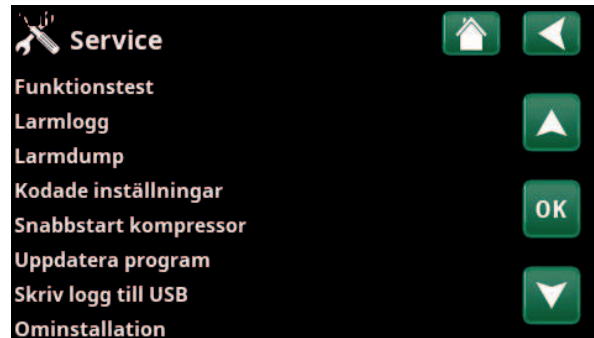 Service
Funktionstest
Larmlogg
Larmdump
Kodade inställningar
OK
Snabbstart kompressor
Uppdatera program
Skriv logg till USB
Ominstallation